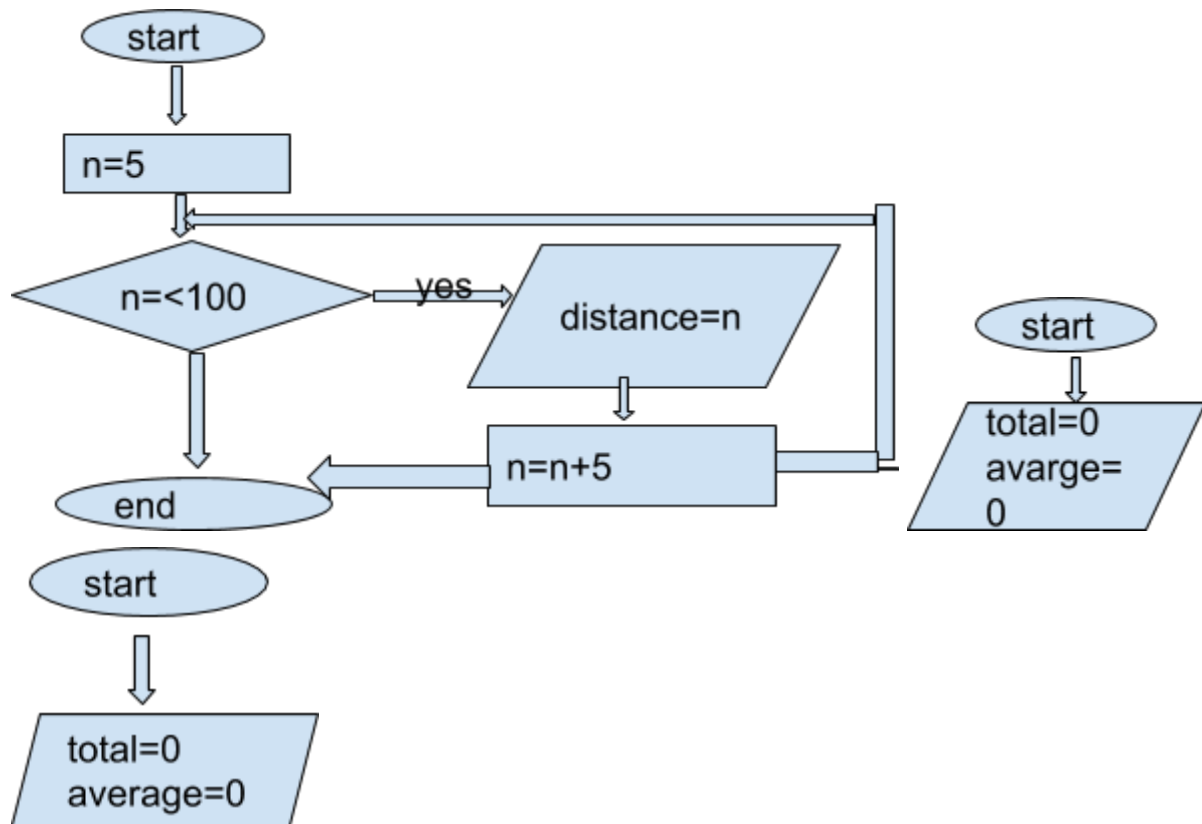 start
n=5
n=<100
yes
distance=n
n=n+5
end
start
total=0
avarge=
0
start
total=0
average=0